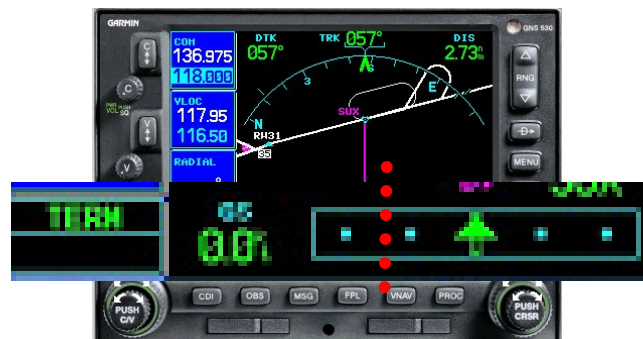 GARMIN
GNS 530
COM
136.975
118.000
VLOC
117.95
116.50
RADIAL
DTK
057°
TRK 057°
DIS
2.73nm
3
6
E
N
SUX
RW31
35
C
PWR
VOL
PUSH
SQ
V
V
RNG
D
MENU
TERM
GS
0.0
CDI
OBS
MSG
FPL
VNAV
PROC
PUSH
C/V
PUSH
CRSR